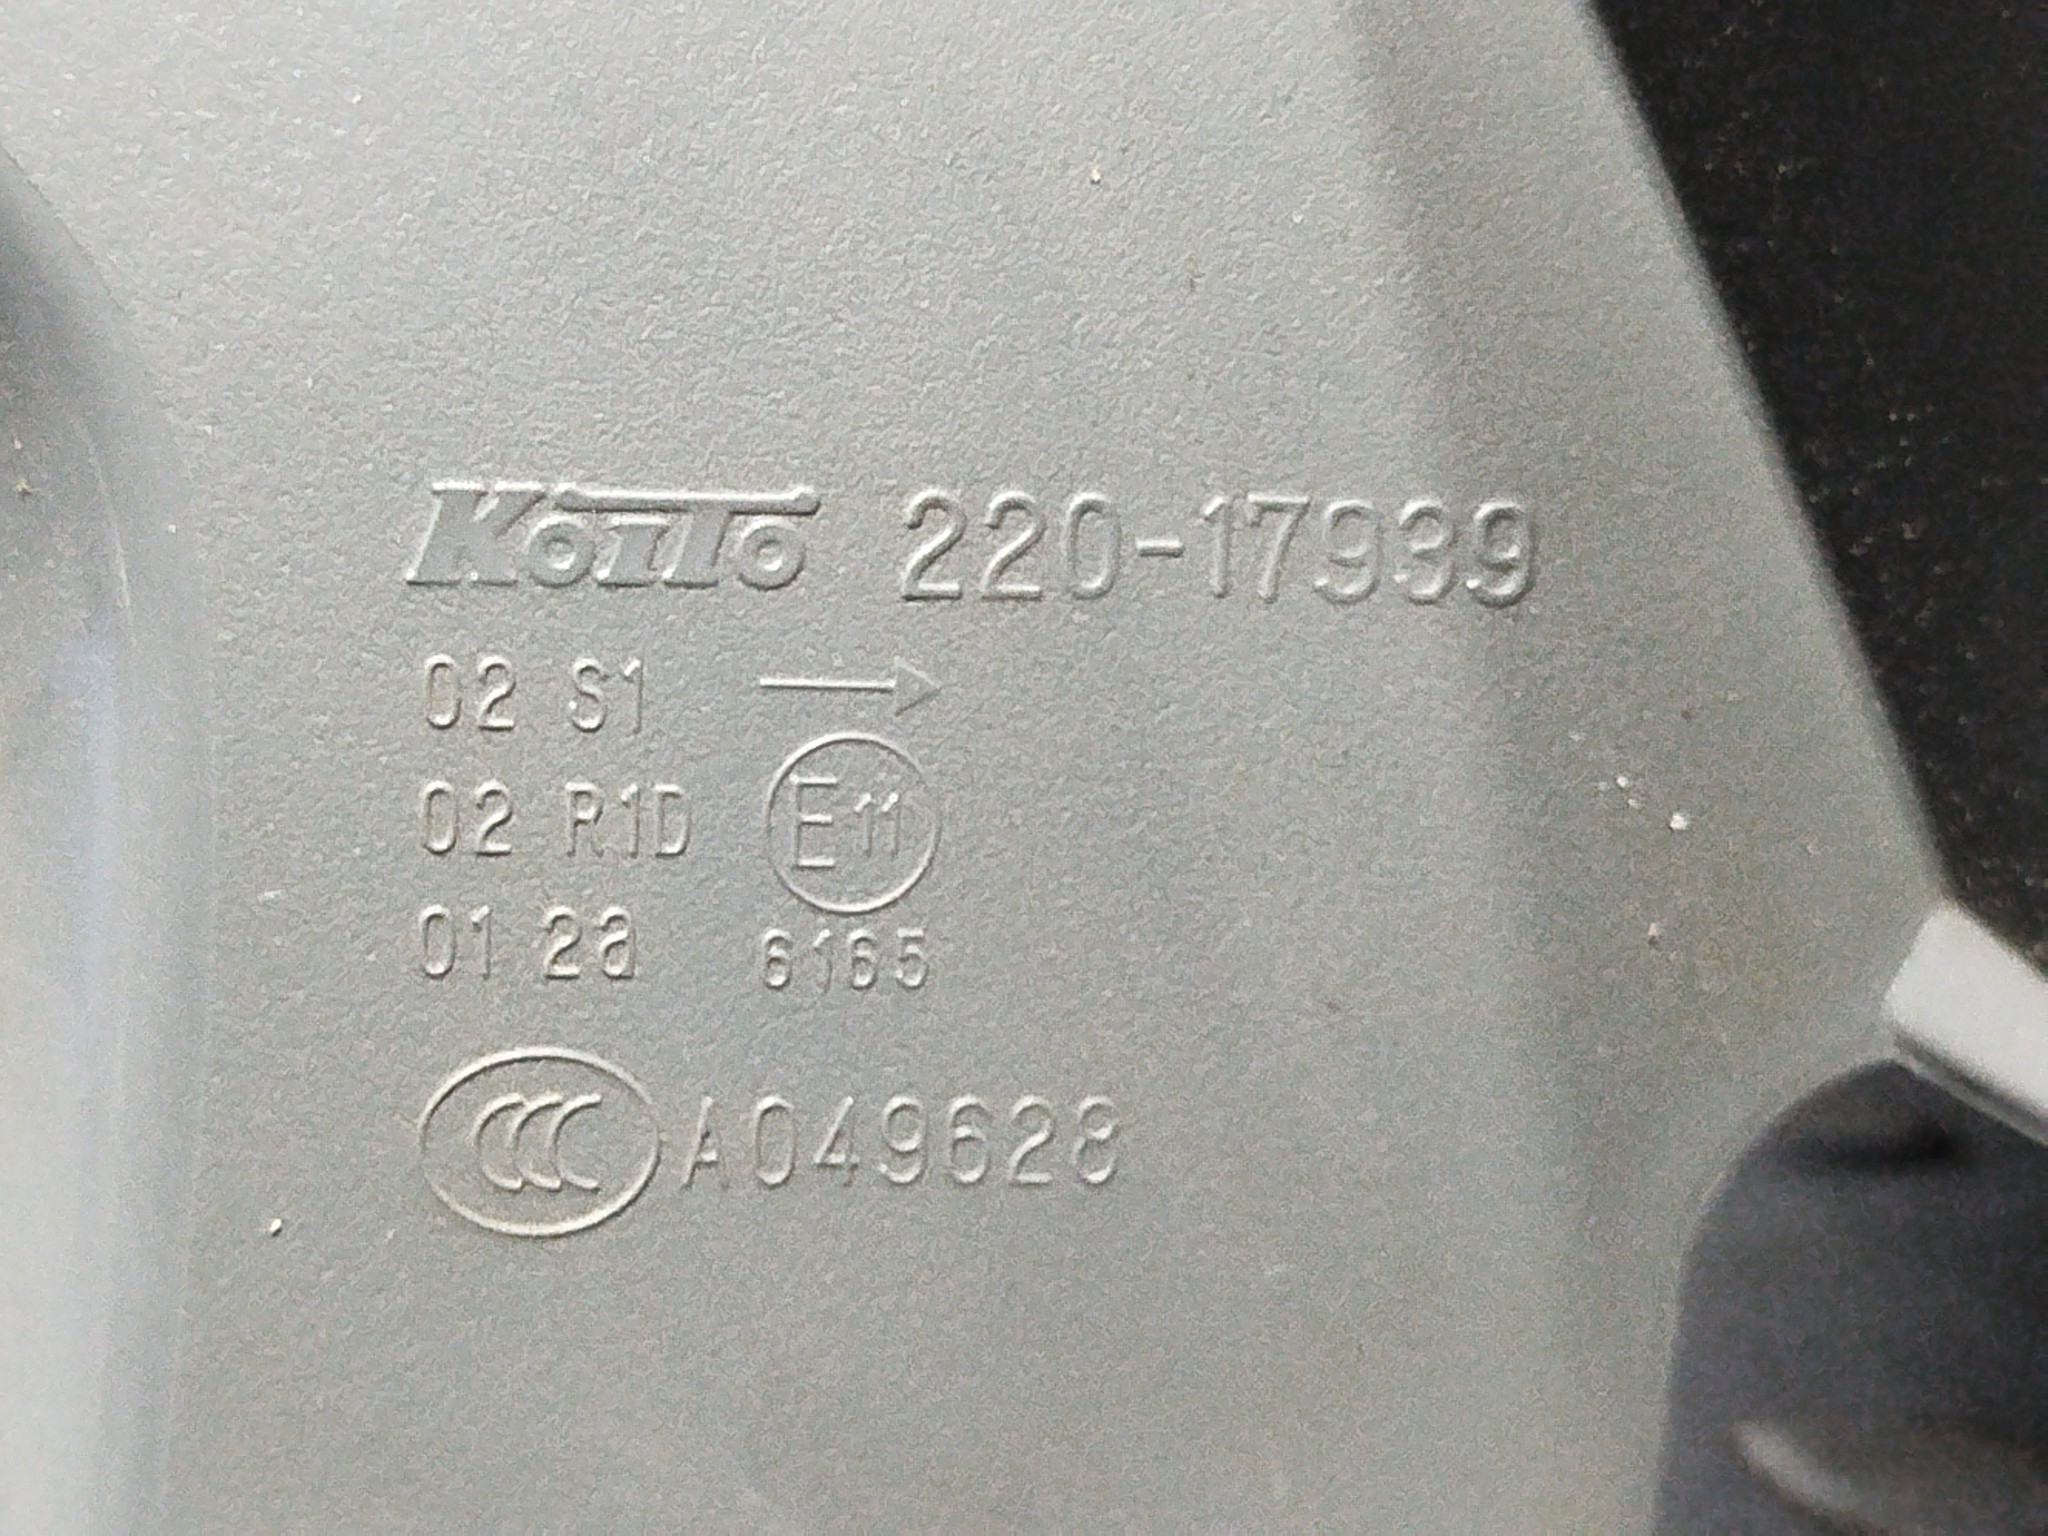 KOITO 220-17939
02 S1 →
02 R1D E11
01 2a 6165
CCC A049628